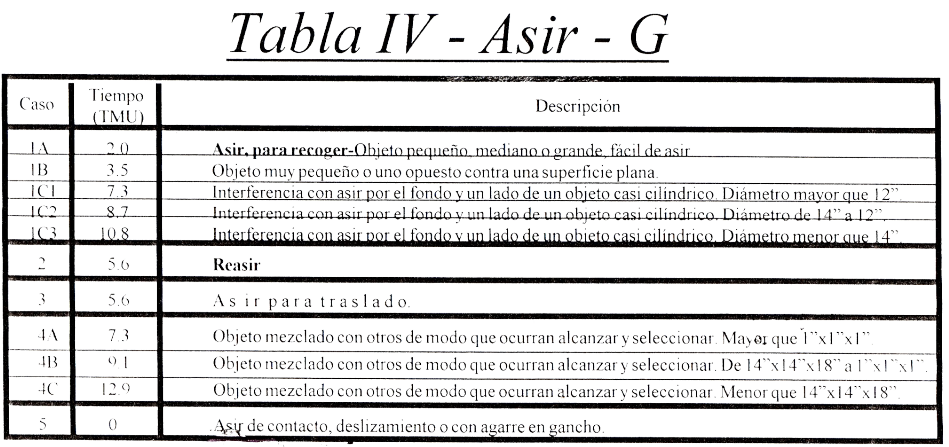 Tabla IV - Asir - G
Caso Tiempo (TMU) Descripción
1A 2.0 Asir, para recoger-Objeto pequeño, mediano o grande, fácil de asir
1B 3.5 Objeto muy pequeño o uno opuesto contra una superficie plana.
1C1 7.3 Interferencia con asir por el fondo y un lado de un objeto casi cilíndrico. Diámetro mayor que 12”.
1C2 8.7 Interferencia con asir por el fondo y un lado de un objeto casi cilíndrico. Diámetro de 14” a 12”.
1C3 10.8 Interferencia con asir por el fondo y un lado de un objeto casi cilíndrico. Diámetro menor que 14”.
2 5.6 Reasir
3 5.6 Asir para traslado.
4A 7.3 Objeto mezclado con otros de modo que ocurran alcanzar y seleccionar. Mayor que 1”x1”x1”.
4B 9.1 Objeto mezclado con otros de modo que ocurran alcanzar y seleccionar. De 14”x14”x18” a 1”x1”x1”.
4C 12.9 Objeto mezclado con otros de modo que ocurran alcanzar y seleccionar. Menor que 14”x14”x18”.
5 0 Asir de contacto, deslizamiento o con agarre en gancho.